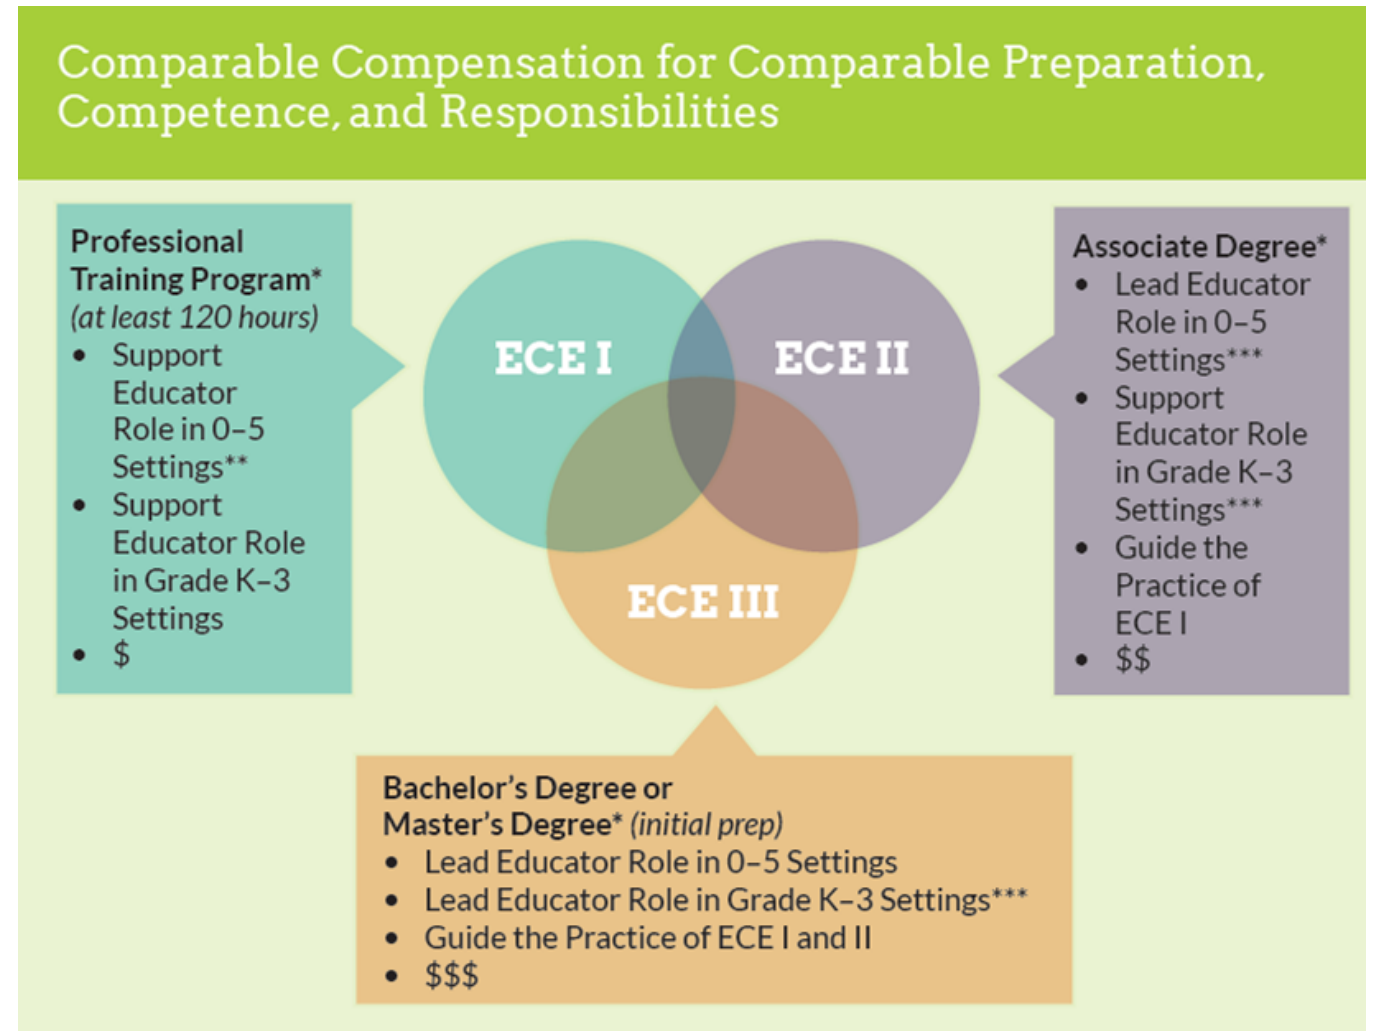 Comparable Compensation for Comparable Preparation,
Competence, and Responsibilities
Professional
Training Program*
(at least 120 hours)
• Support
Educator
Role in 0–5
Settings**
• Support
Educator Role
in Grade K–3
Settings
• $
ECE I
ECE II
ECE III
Associate Degree*
• Lead Educator
Role in 0–5
Settings***
• Support
Educator Role
in Grade K–3
Settings***
• Guide the
Practice of
ECE I
• $$
Bachelor’s Degree or
Master’s Degree* (initial prep)
• Lead Educator Role in 0–5 Settings
• Lead Educator Role in Grade K–3 Settings***
• Guide the Practice of ECE I and II
• $$$